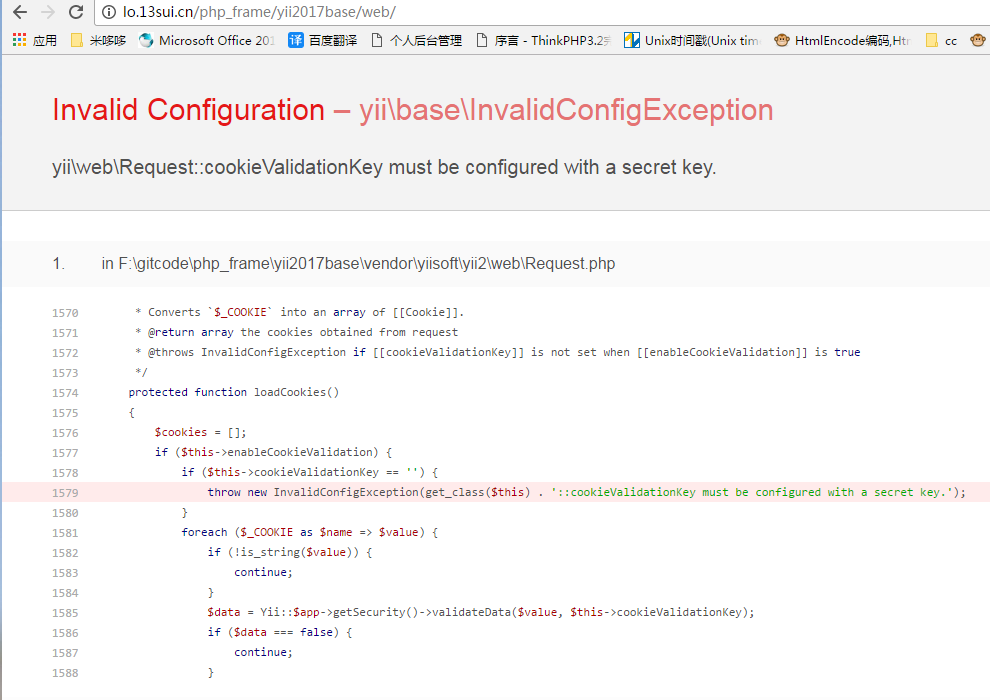 lo.13sui.cn/php_frame/yii2017base/web/
应用 米哆哆 Microsoft Office 201 译 百度翻译 个人后台管理 序言 - ThinkPHP3.2 Unix时间戳(Unix tim HtmlEncode编码,Ht cc
Invalid Configuration – yii\base\InvalidConfigException
yii\web\Request::cookieValidationKey must be configured with a secret key.
1. in F:\gitcode\php_frame\yii2017base\vendor\yiisoft\yii2\web\Request.php
1570 * Converts `$_COOKIE` into an array of [[Cookie]].
1571 * @return array the cookies obtained from request
1572 * @throws InvalidConfigException if [[cookieValidationKey]] is not set when [[enableCookieValidation]] is true
1573 */
1574 protected function loadCookies()
1575 {
1576 $cookies = [];
1577 if ($this->enableCookieValidation) {
1578 if ($this->cookieValidationKey == '') {
1579 throw new InvalidConfigException(get_class($this) . '::cookieValidationKey must be configured with a secret key.');
1580 }
1581 foreach ($_COOKIE as $name => $value) {
1582 if (!is_string($value)) {
1583 continue;
1584 }
1585 $data = Yii::$app->getSecurity()->validateData($value, $this->cookieValidationKey);
1586 if ($data === false) {
1587 continue;
1588 }